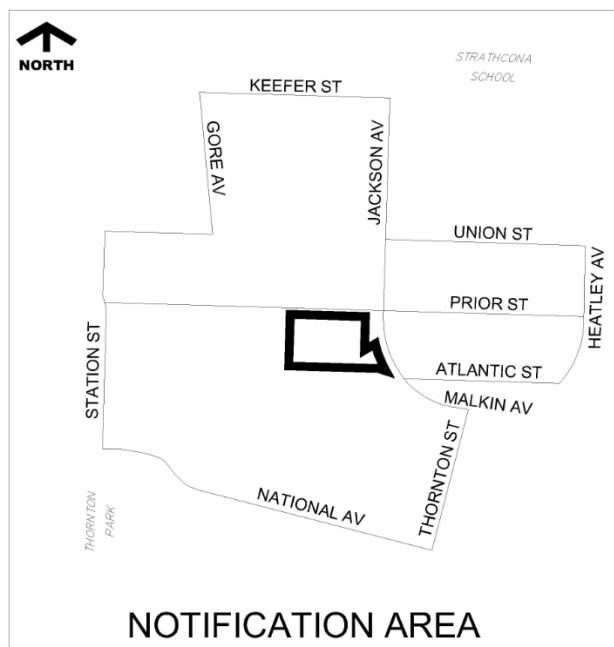 NORTH
STRATHCONA
SCHOOL
KEEFER ST
GORE AV
JACKSON AV
UNION ST
HEATLEY AV
PRIOR ST
STATION ST
ATLANTIC ST
MALKIN AV
THORNTON ST
NATIONAL AV
THORNTON
PARK
NOTIFICATION AREA